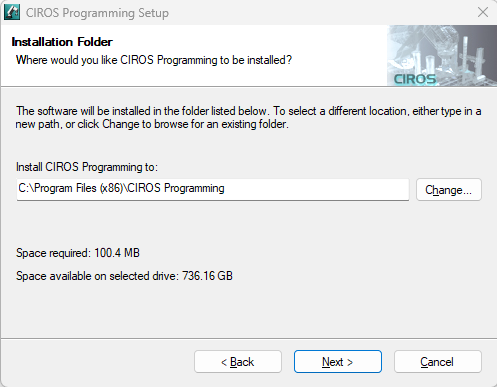 CIROS Programming Setup
Installation Folder
Where would you like CIROS Programming to be installed?
CIROS
The software will be installed in the folder listed below. To select a different location, either type in a
new path, or click Change to browse for an existing folder.
Install CIROS Programming to:
C:\Program Files (x86)\CIROS Programming
Change...
Space required: 100.4 MB
Space available on selected drive: 736.16 GB
< Back
Next >
Cancel